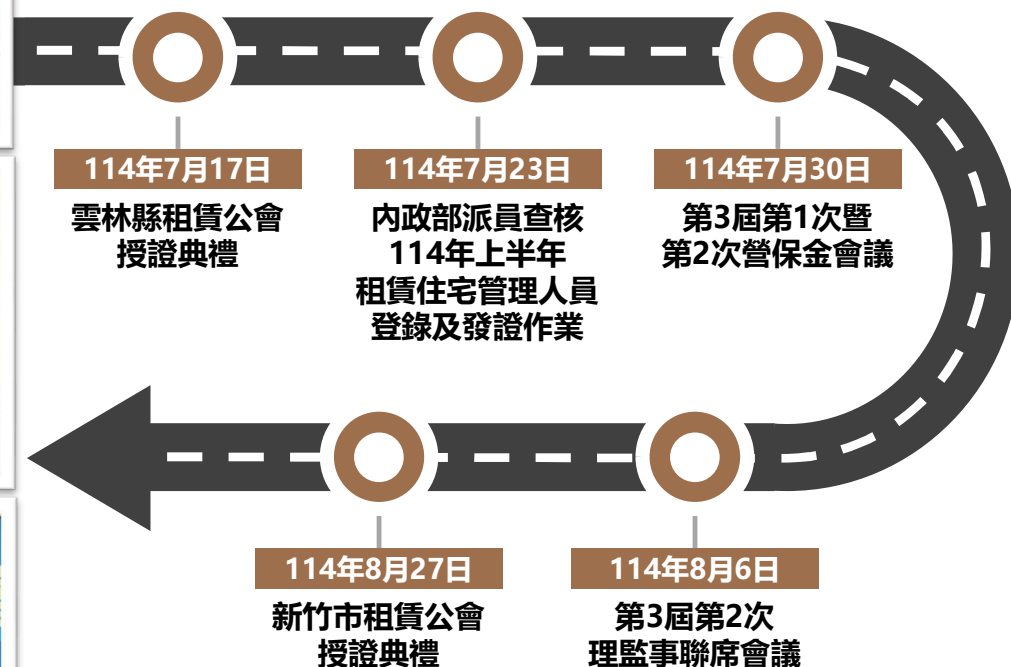 114年7月17日
雲林縣租賃公會
授證典禮
114年7月23日
內政部派員查核
114年上半年
租賃住宅管理人員
登錄及發證作業
114年7月30日
第3屆第1次暨
第2次營保金會議
114年8月6日
第3屆第2次
理監事聯席會議
114年8月27日
新竹市租賃公會
授證典禮